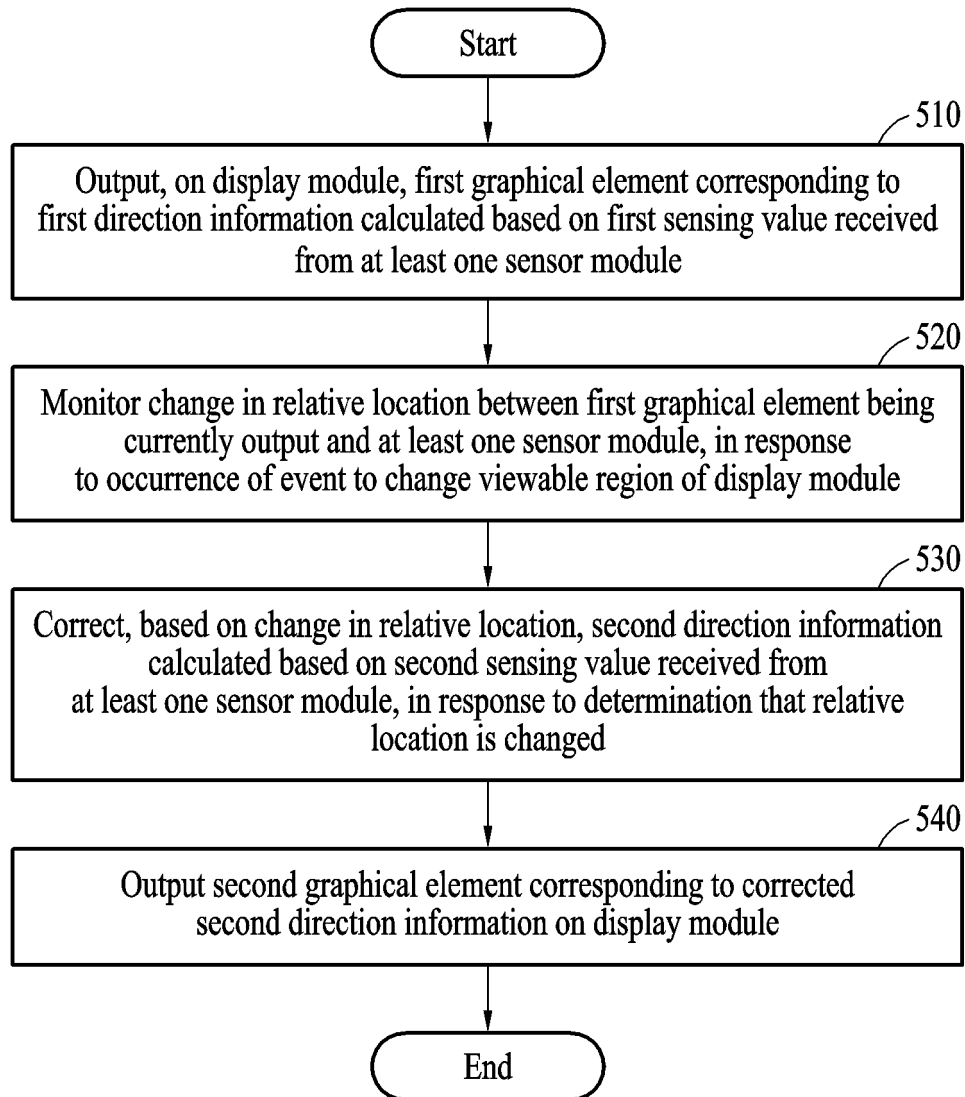 Start
510
Output, on display module, first graphical element corresponding to
first direction information calculated based on first sensing value received
from at least one sensor module
520
Monitor change in relative location between first graphical element being
currently output and at least one sensor module, in response
to occurrence of event to change viewable region of display module
530
Correct, based on change in relative location, second direction information
calculated based on second sensing value received from
at least one sensor module, in response to determination that relative
location is changed
540
Output second graphical element corresponding to corrected
second direction information on display module
End